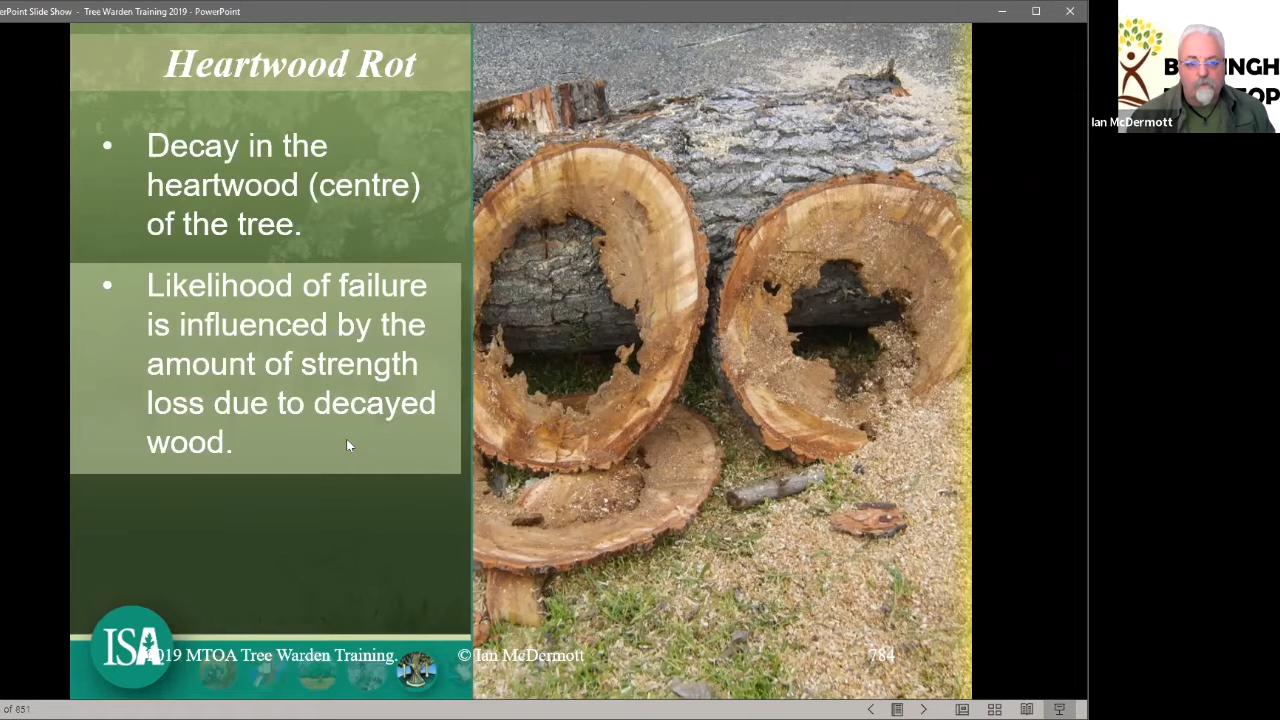 erPoint Slide Show - Tree Warden Training 2019 - PowerPoint
Heartwood Rot
• Decay in the
heartwood (centre)
of the tree.
• Likelihood of failure
is influenced by the
amount of strength
loss due to decayed
wood.
ISA
2019 MTOA Tree Warden Training.
© Ian McDermott
784
of 851
Ian McDermott